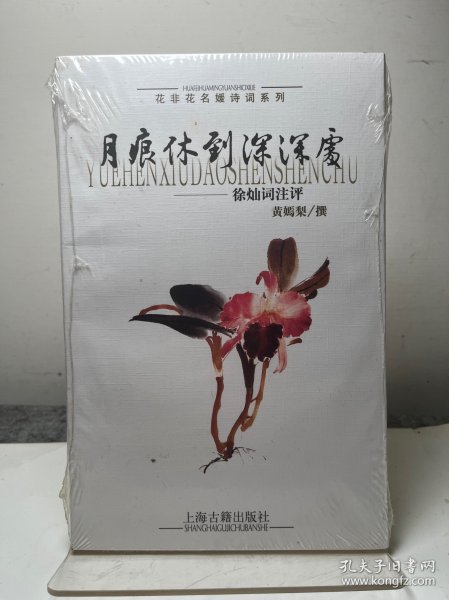 HUAFEIHUAMINGYUANSHICIXILIE
花非花名媛诗词系列
月痕休到深深處
YUEHENXIUDAOSHENSHENCHU
徐灿词注评
黄嫣梨/撰
上海古籍出版社
SHANGHAIGUJICHUBANSHE
孔夫子旧书网
www.kongfz.com